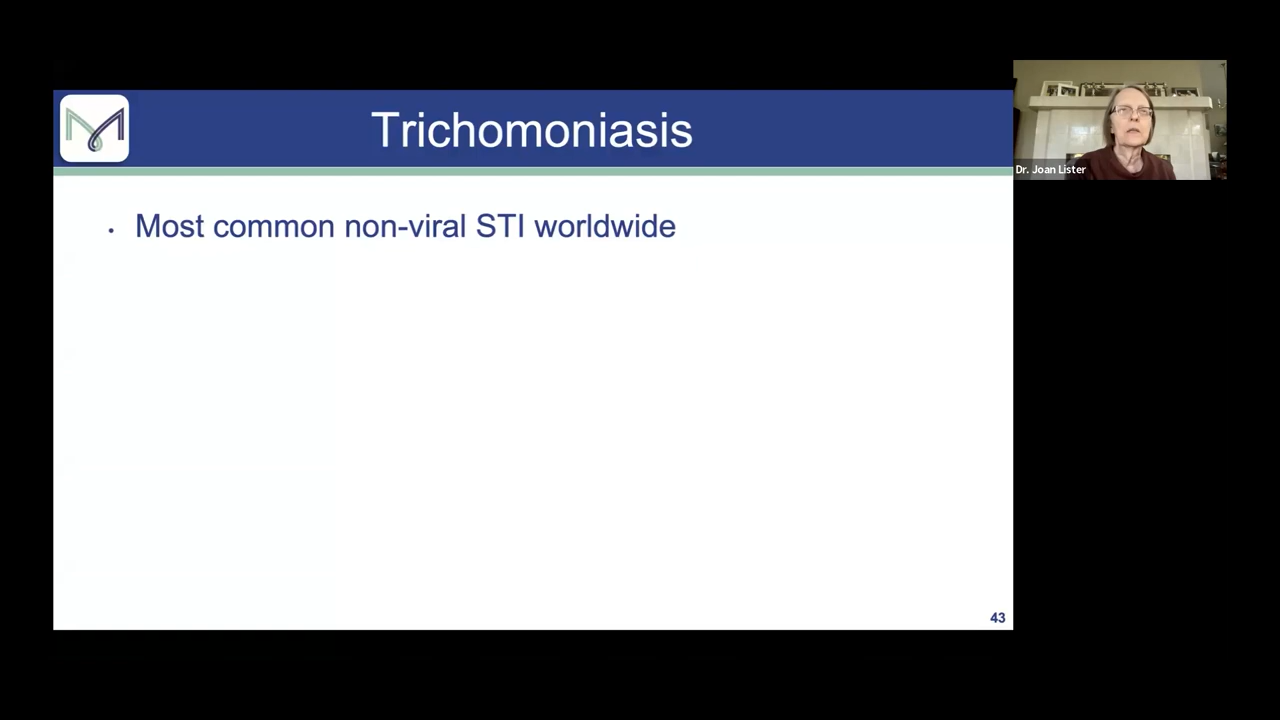 Trichomoniasis
Dr. Joan Lister
• Most common non-viral STI worldwide
43